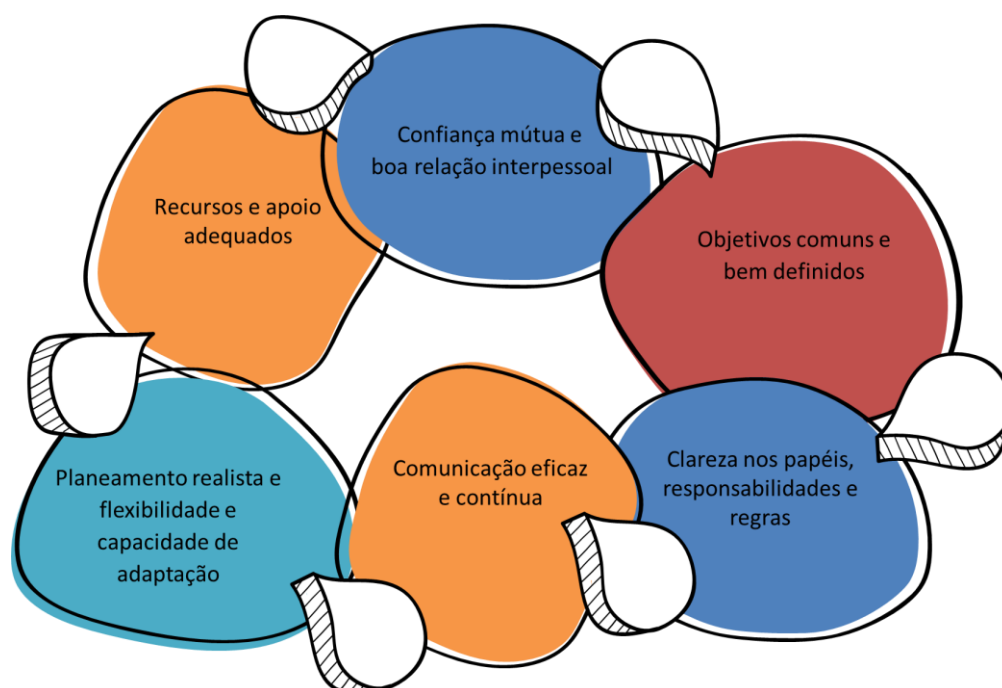 Confiança mútua e
boa relação interpessoal
Objetivos comuns e
bem definidos
Clareza nos papéis,
responsabilidades e
regras
Comunicação eficaz
e contínua
Planeamento realista e
flexibilidade e
capacidade de
adaptação
Recursos e apoio
adequados